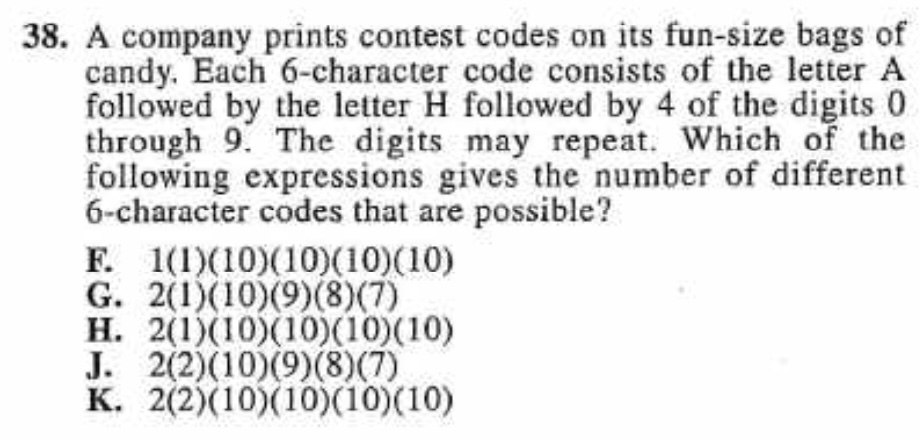 38. A company prints contest codes on its fun-size bags of
candy. Each 6-character code consists of the letter A
followed by the letter H followed by 4 of the digits 0
through 9. The digits may repeat. Which of the
following expressions gives the number of different
6-character codes that are possible?
F. 1(1)(10)(10)(10)(10)
G. 2(1)(10)(9)(8)(7)
H. 2(1)(10)(10)(10)(10)
J. 2(2)(10)(9)(8)(7)
K. 2(2)(10)(10)(10)(10)